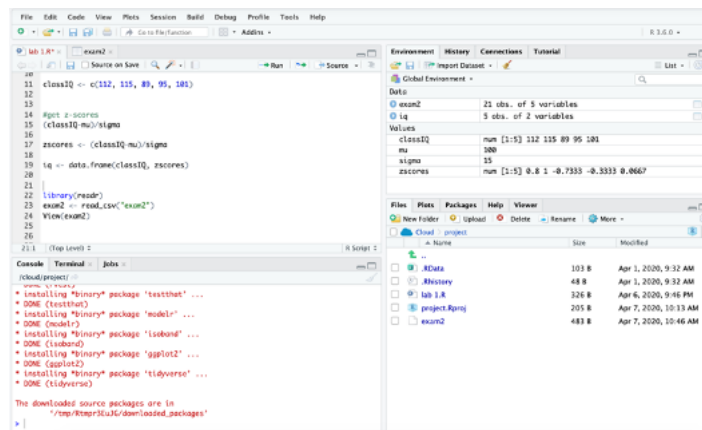 File Edit Code View Plots Session Build Debug Profile Tools Help
Go to file/function Addins R 3.6.0
lab 1.R* exam2
Source on Save Run Source
10
11 classIQ <- c(112, 115, 89, 95, 101)
12
13
14 #get z-scores
15 (classIQ-mu)/sigma
16
17 zscores <- (classIQ-mu)/sigma
18
19 iq <- data.frame(classIQ, zscores)
20
21
22 library(readr)
23 exam2 <- read_csv("exam2")
24 View(exam2)
25
26
21:1 (Top Level) R Script
Console Terminal Jobs
/cloud/project/
* DONE
* installing *binary* package 'testthat' ...
* DONE (testthat)
* installing *binary* package 'modelr' ...
* DONE (modelr)
* installing *binary* package 'isoband' ...
* DONE (isoband)
* installing *binary* package 'ggplot2' ...
* DONE (ggplot2)
* installing *binary* package 'tidyverse' ...
* DONE (tidyverse)
The downloaded source packages are in
/downloaded_packages'
>
Environment History Connections Tutorial
Import Dataset List
Global Environment
Data
exam2 21 obs. of 5 variables
iq 5 obs. of 2 variables
Values
classIQ num [1:5] 112 115 89 95 101
mu 100
sigma 15
zscores num [1:5] 0.8 1 -0.7333 -0.3333 0.0667
Files Plots Packages Help Viewer
New Folder Upload Delete Rename More
Cloud project
Name Size Modified
..
.RData 103 B Apr 1, 2020, 9:32 AM
.Rhistory 48 B Apr 1, 2020, 9:32 AM
lab 1.R 326 B Apr 6, 2020, 9:46 PM
project.Rproj 205 B Apr 7, 2020, 10:13 AM
exam2 483 B Apr 7, 2020, 10:46 AM